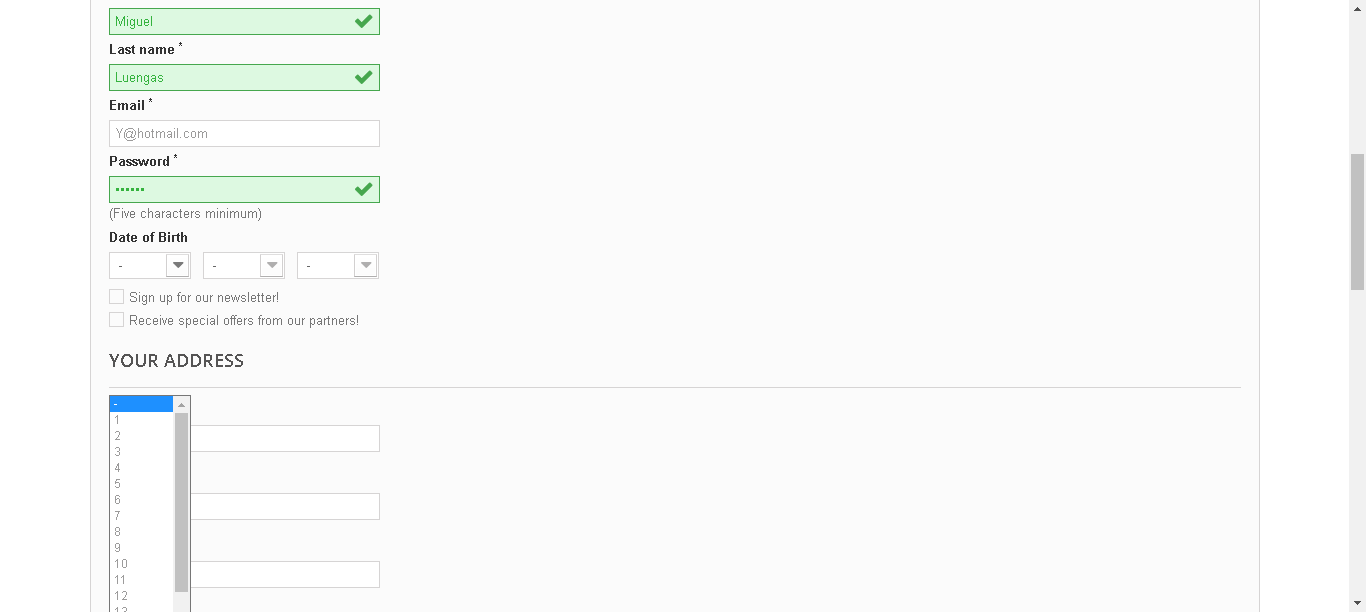 Miguel
Last name *
Luengas
Email *
Y@hotmail.com
Password *
••••••
(Five characters minimum)
Date of Birth
- - -
Sign up for our newsletter!
Receive special offers from our partners!
YOUR ADDRESS
-
1
2
3
4
5
6
7
8
9
10
11
12
13